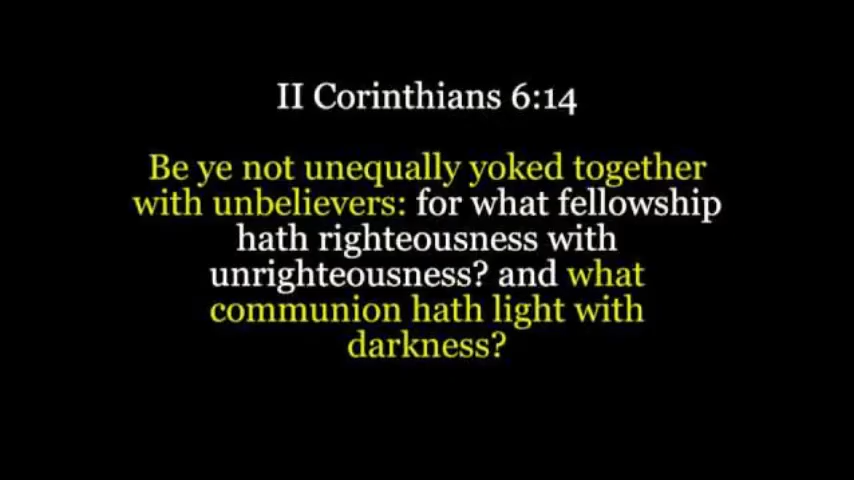 II Corinthians 6:14
Be ye not unequally yoked together
with unbelievers: for what fellowship
hath righteousness with
unrighteousness? and what
communion hath light with
darkness?